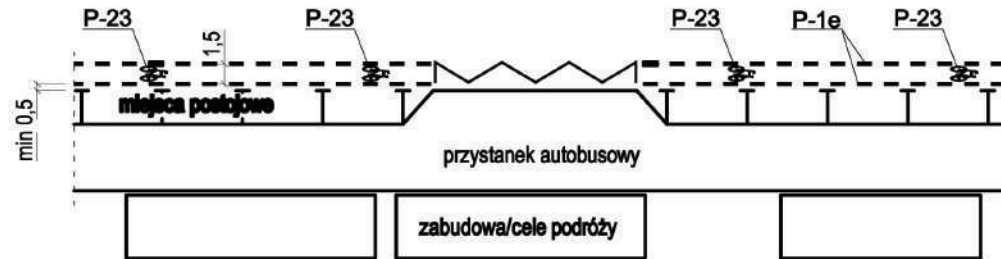 P-23 P-23 P-23 P-1e P-23
1,5
miejsca postojowe
min 0,5
przystanek autobusowy
zabudowa/cele podróży